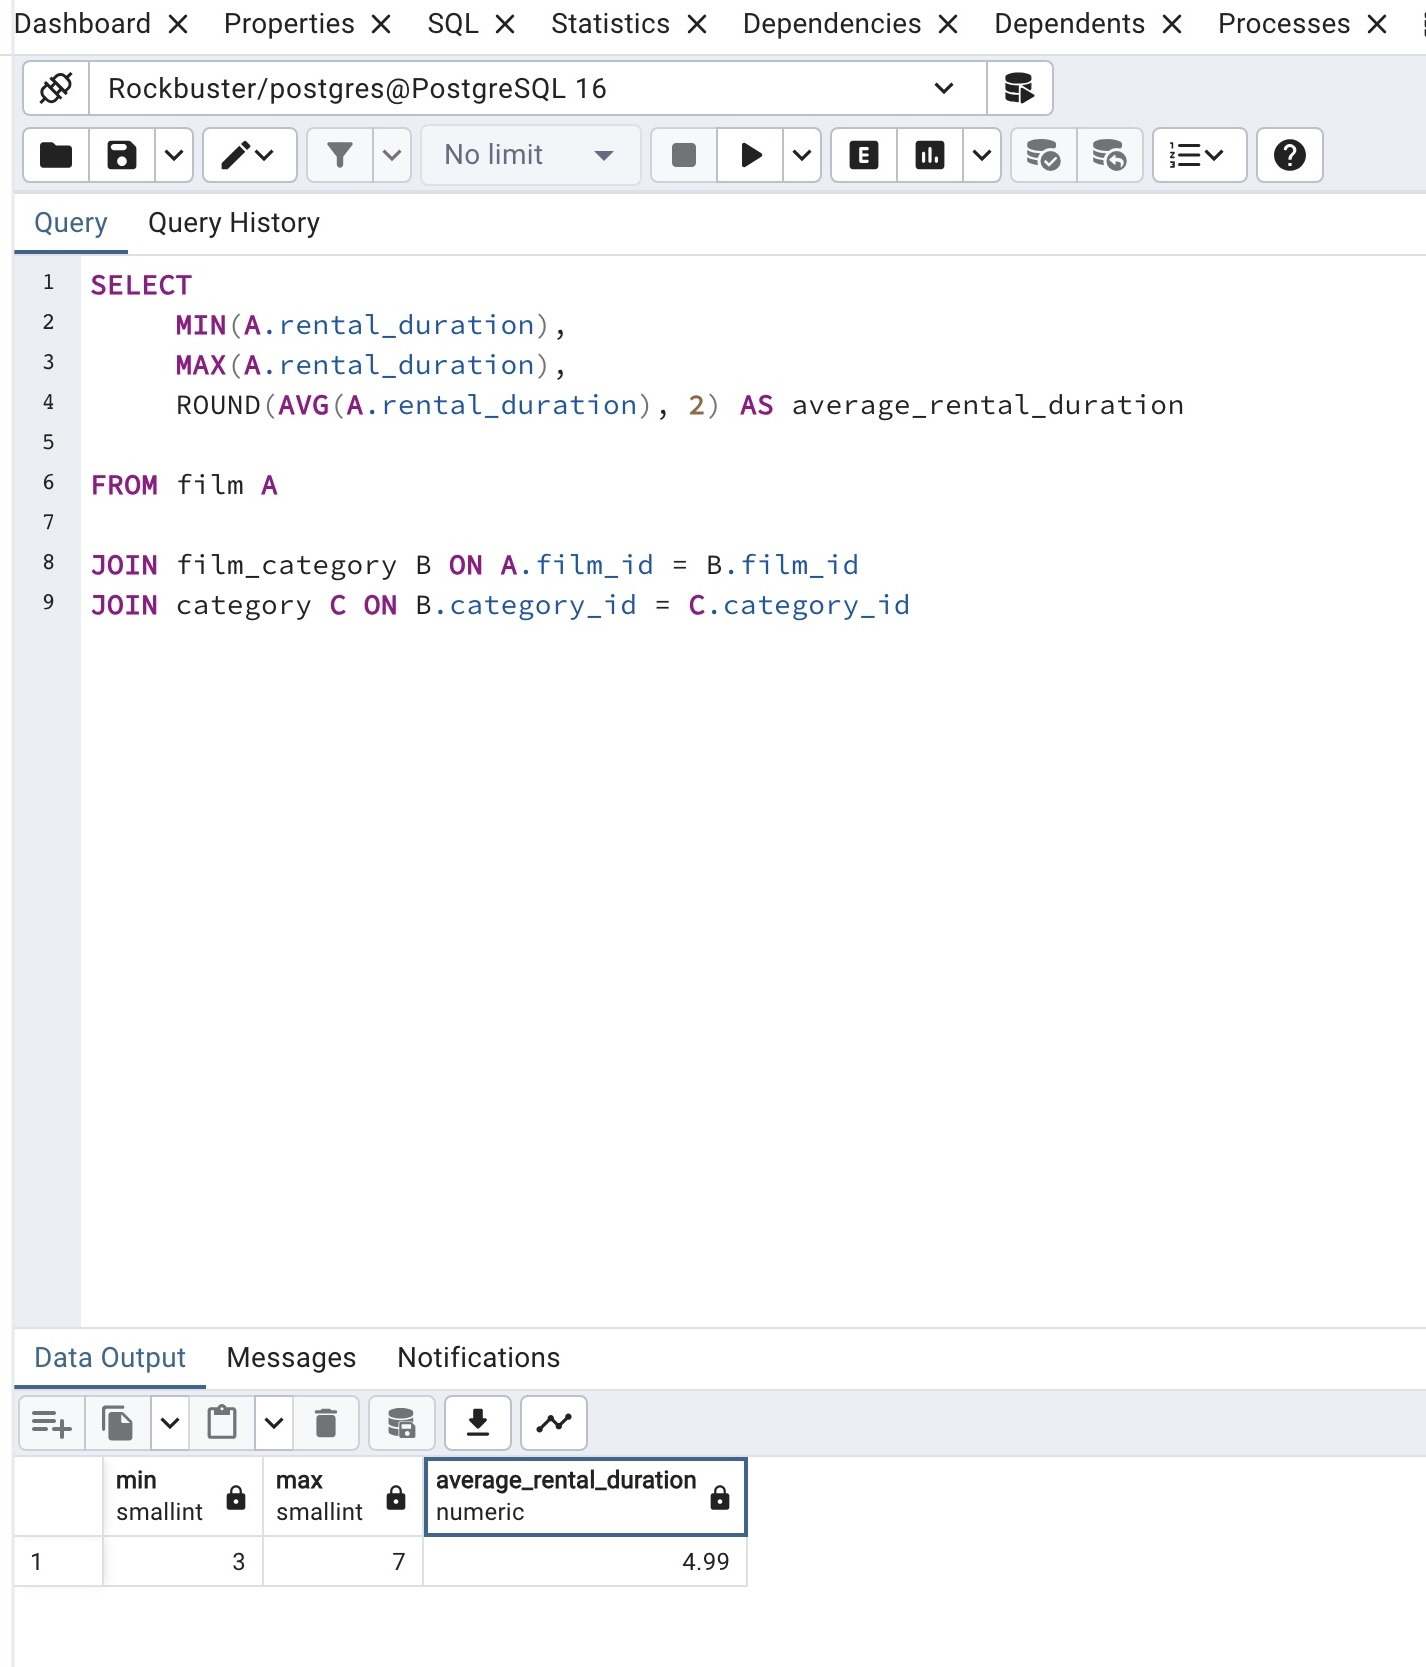 Dashboard Properties SQL Statistics Dependencies Dependents Processes
Rockbuster/postgres@PostgreSQL 16
No limit E
Query Query History
1 SELECT
2 MIN(A.rental_duration),
3 MAX(A.rental_duration),
4 ROUND(AVG(A.rental_duration), 2) AS average_rental_duration
5
6 FROM film A
7
8 JOIN film_category B ON A.film_id = B.film_id
9 JOIN category C ON B.category_id = C.category_id
Data Output Messages Notifications
min max average_rental_duration
smallint smallint numeric
1 3 7 4.99